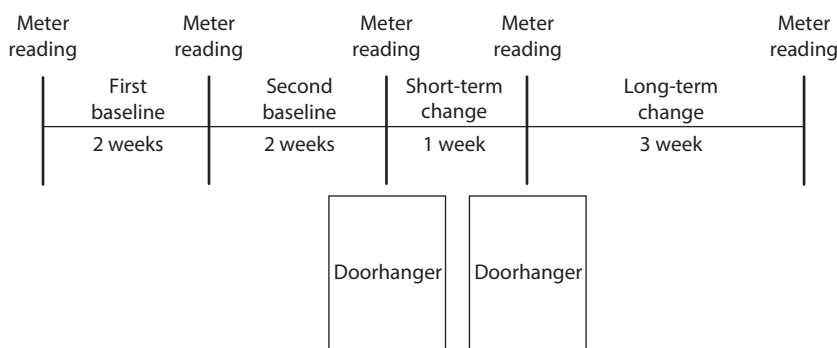 Meter
reading
Meter
reading
Meter
reading
Meter
reading
Meter
reading
First
baseline
Second
baseline
Short-term
change
Long-term
change
2 weeks
2 weeks
1 week
3 week
Doorhanger
Doorhanger